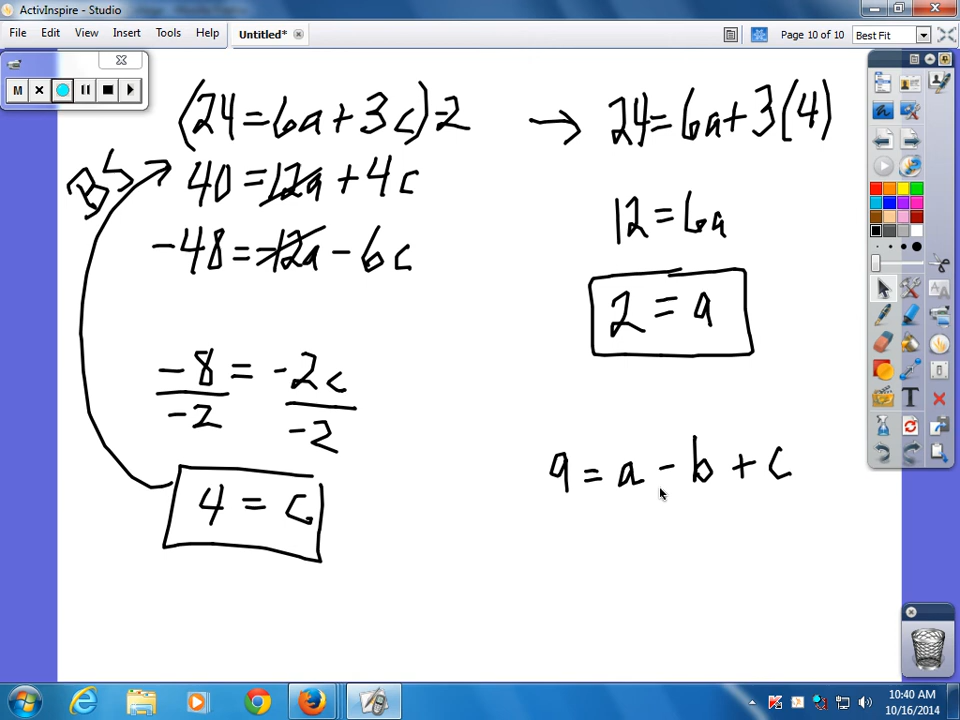 ActivInspire - Studio
File Edit View Insert Tools Help Untitled* Page 10 of 10 Best Fit
M
(24=6a+3c)-2
40=12a+4c
-48=-12a-6c
-8=-2c
-2 -2
4=c
BS
→ 24=6a+3(4)
12=6a
2=a
9=a-b+c
T
10:40 AM
10/16/2014